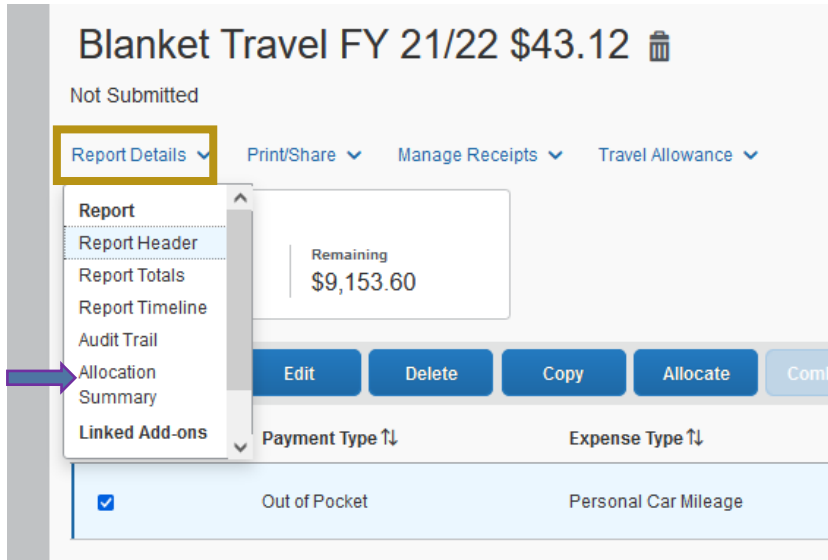 Blanket Travel FY 21/22 $43.12
Not Submitted
Report Details Print/Share Manage Receipts Travel Allowance
Report
Report Header
Report Totals
Report Timeline
Audit Trail
Allocation
Summary
Linked Add-ons
Remaining
$9,153.60
Edit Delete Copy Allocate
Payment Type Expense Type
Out of Pocket Personal Car Mileage